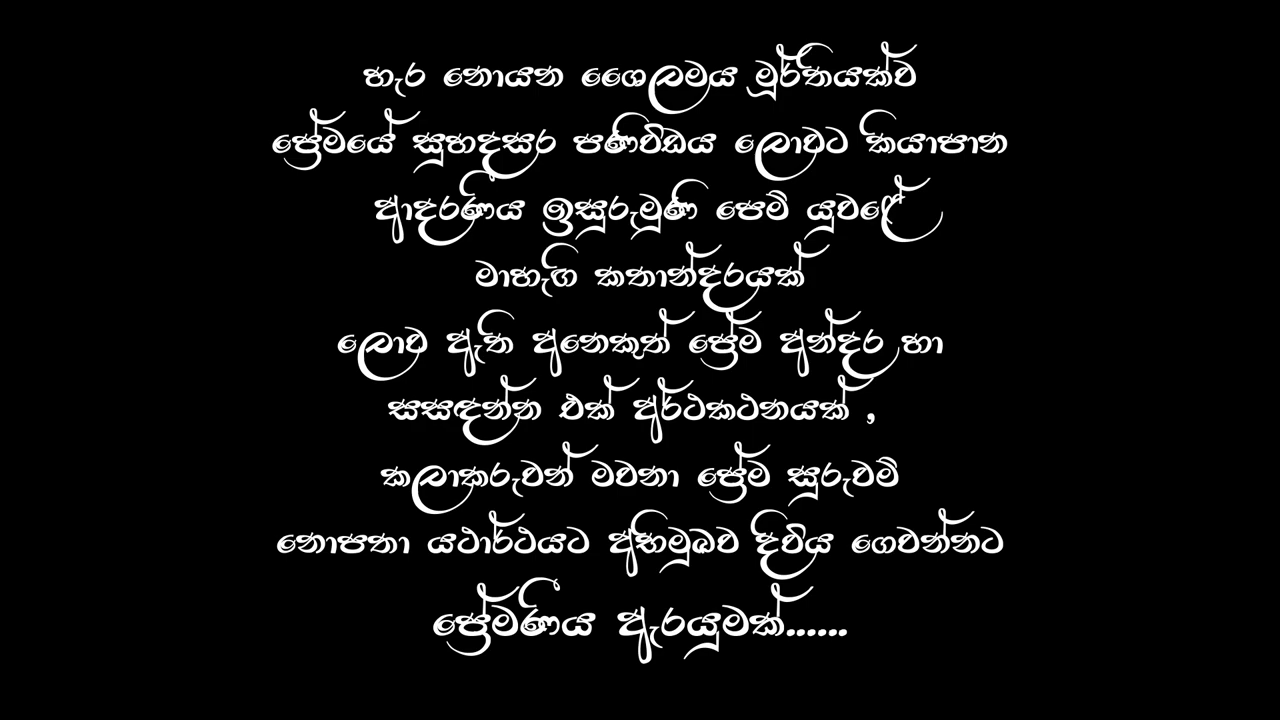 හැර නොයන ශෛලමය මූර්තියක්ව
ප්‍රේමයේ සුහදසර පණිවිඩය ලොවට කියාපාන
ආදරණිය ඉසුරුමුණි පෙම් යුවළේ
මාහැඟි කතාන්දරයක්
ලොව ඇති අනෙකුත් ප්‍රේම අන්දර හා
සසඳන්න එක් අර්ථකථනයක් ,
කලාකරුවන් මවනා ප්‍රේම සුරුවම්
නොපතා යථාර්ථයට අභිමුඛව දිවිය ගෙවන්නට
ප්‍රේමණිය ඇරයුමක්......